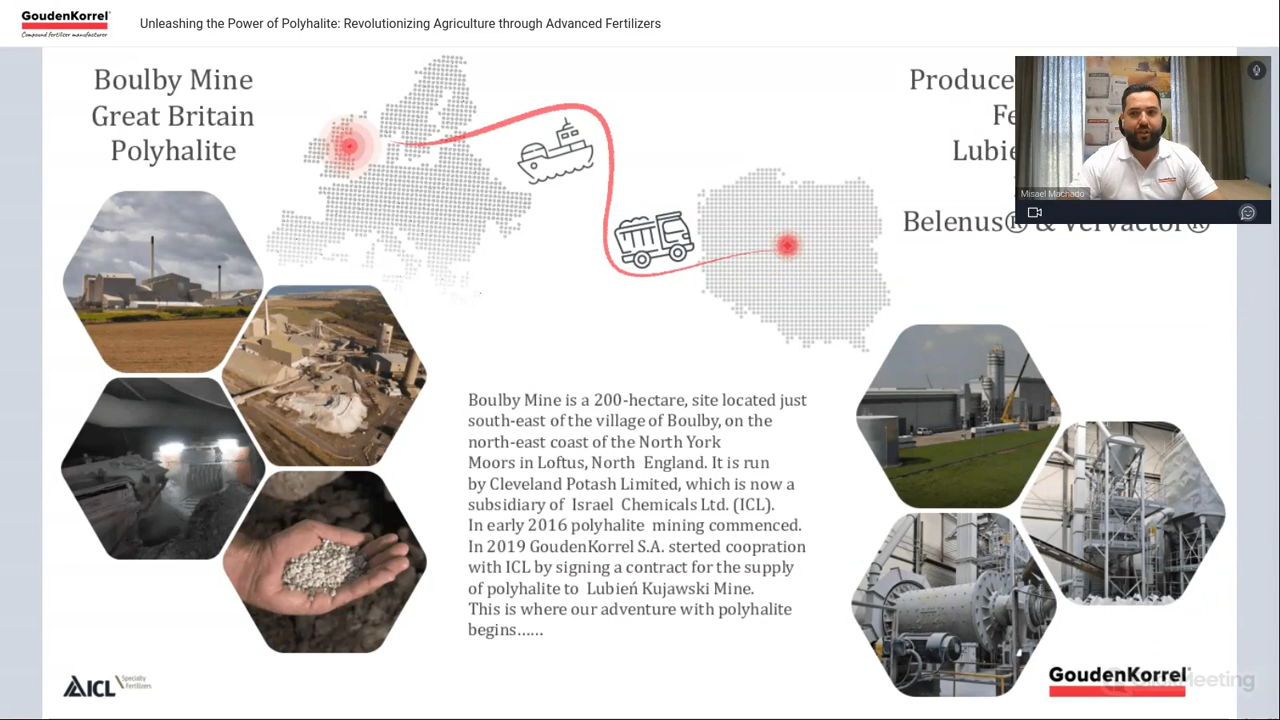 GoudenKorrel
Compound fertilizer manufacturer
Unleashing the Power of Polyhalite: Revolutionizing Agriculture through Advanced Fertilizers
Boulby Mine
Great Britain
Polyhalite
Produce
Fe
Lubie
Belenus® & Vervactor®
Misael Machado
Boulby Mine is a 200-hectare, site located just
south-east of the village of Boulby, on the
north-east coast of the North York
Moors in Loftus, North England. It is run
by Cleveland Potash Limited, which is now a
subsidiary of Israel Chemicals Ltd. (ICL).
In early 2016 polyhalite mining commenced.
In 2019 GoudenKorrel S.A. sterted coopration
with ICL by signing a contract for the supply
of polyhalite to Lubień Kujawski Mine.
This is where our adventure with polyhalite
begins......
ICL Specialty
Fertilizers
GoudenKorrel
Meeting